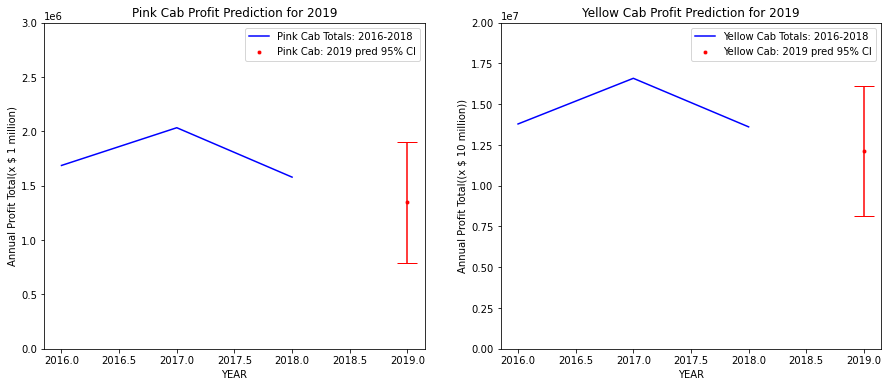 Pink Cab Profit Prediction for 2019
1e6
3.0
2.5
2.0
1.5
1.0
0.5
0.0
Annual Profit Total(x $ 1 million)
Pink Cab Totals: 2016-2018
Pink Cab: 2019 pred 95% CI
2016.0 2016.5 2017.0 2017.5 2018.0 2018.5 2019.0
YEAR
Yellow Cab Profit Prediction for 2019
1e7
2.00
1.75
1.50
1.25
1.00
0.75
0.50
0.25
0.00
Annual Profit Total((x $ 10 million))
Yellow Cab Totals: 2016-2018
Yellow Cab: 2019 pred 95% CI
2016.0 2016.5 2017.0 2017.5 2018.0 2018.5 2019.0
YEAR